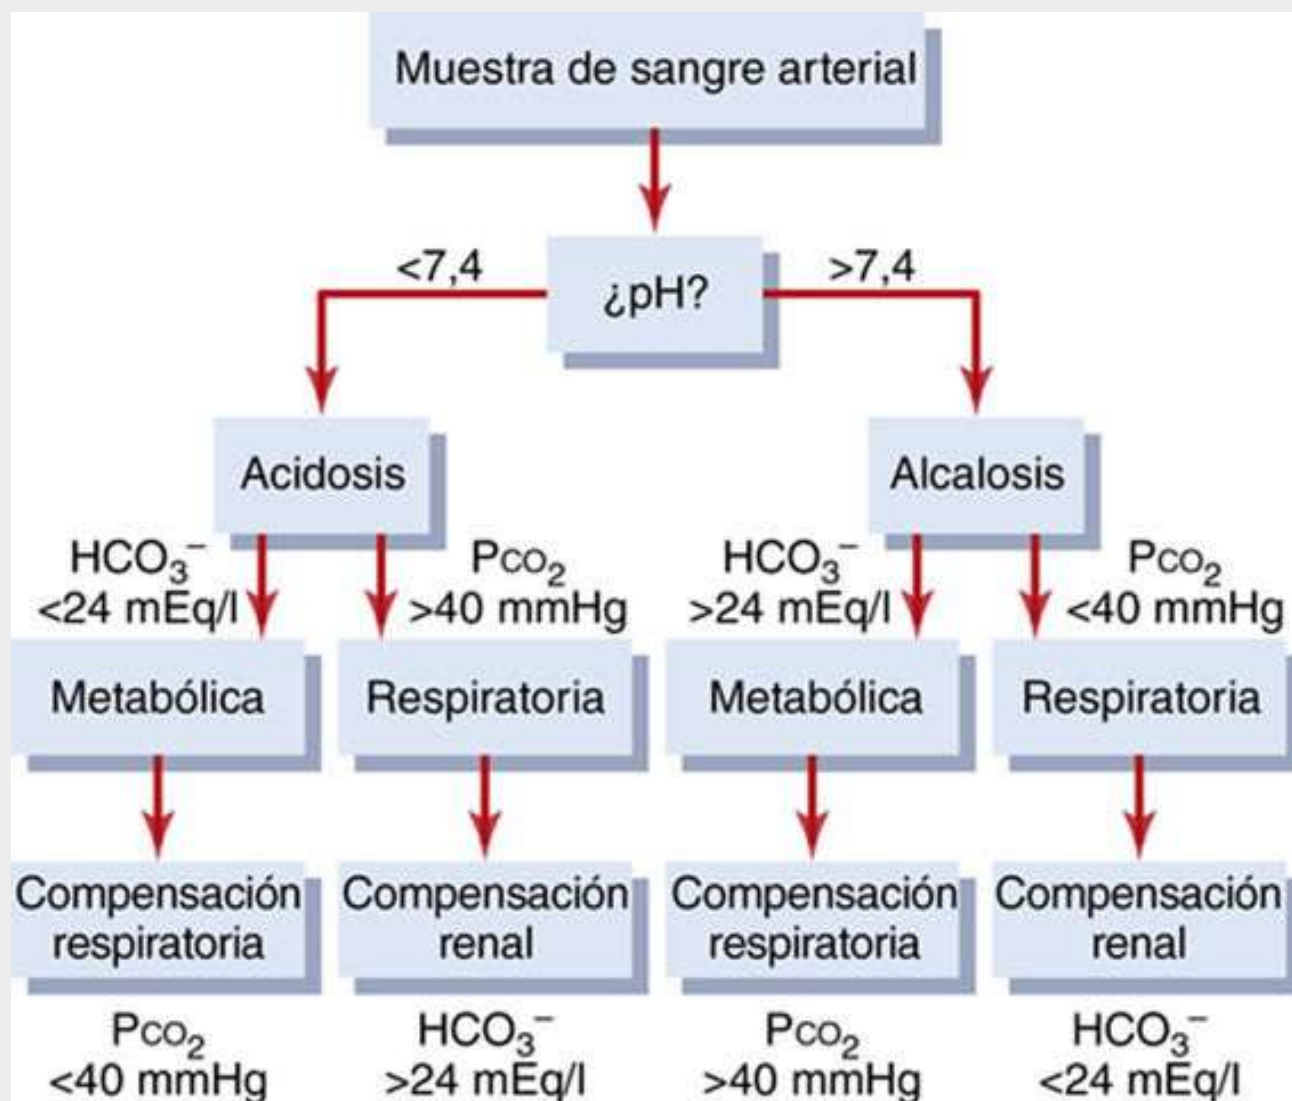 Muestra de sangre arterial
<7,4
¿pH?
>7,4
Acidosis
Alcalosis
HCO₃⁻
<24 mEq/l
Pco₂
>40 mmHg
HCO₃⁻
>24 mEq/l
Pco₂
<40 mmHg
Metabólica
Respiratoria
Metabólica
Respiratoria
Compensación
respiratoria
Compensación
renal
Compensación
respiratoria
Compensación
renal
Pco₂
<40 mmHg
HCO₃⁻
>24 mEq/l
Pco₂
>40 mmHg
HCO₃⁻
<24 mEq/l